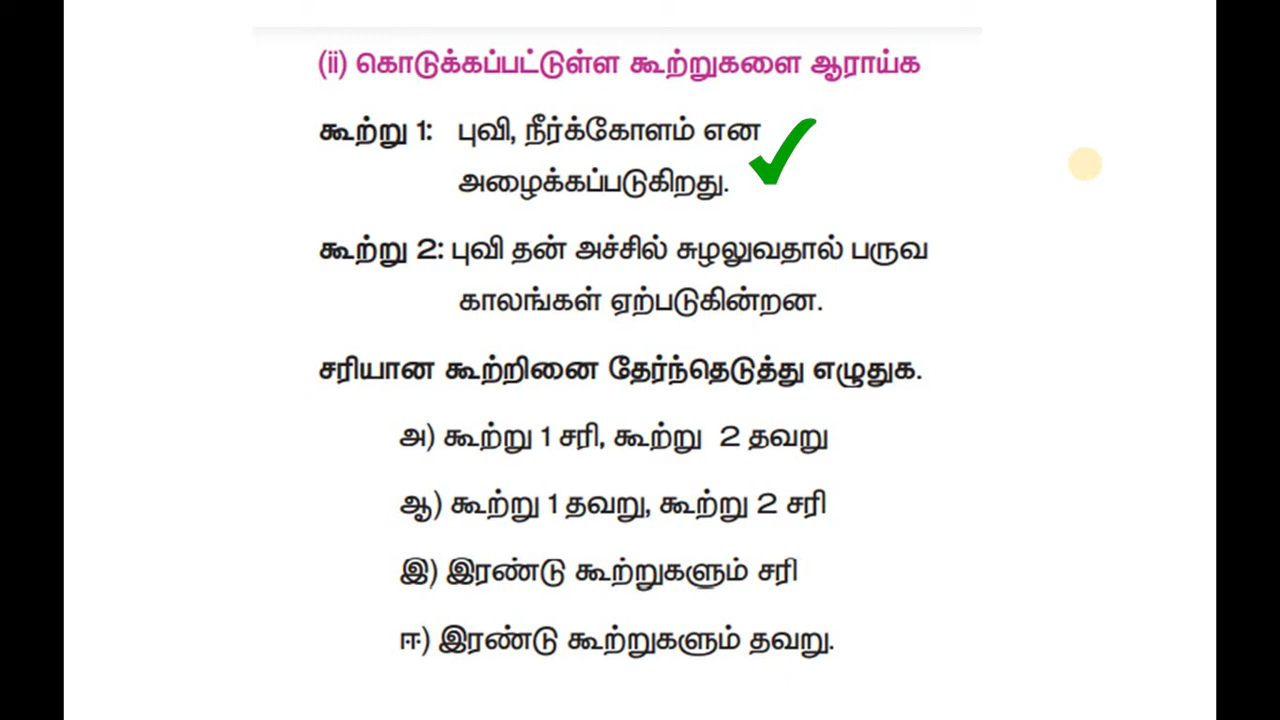 (ii) கொடுக்கப்பட்டுள்ள கூற்றுகளை ஆராய்க
கூற்று 1: புவி, நீர்க்கோளம் என
அழைக்கப்படுகிறது.
கூற்று 2: புவி தன் அச்சில் சுழலுவதால் பருவ
காலங்கள் ஏற்படுகின்றன.
சரியான கூற்றினை தேர்ந்தெடுத்து எழுதுக.
அ) கூற்று 1 சரி, கூற்று 2 தவறு
ஆ) கூற்று 1 தவறு, கூற்று 2 சரி
இ) இரண்டு கூற்றுகளும் சரி
ஈ) இரண்டு கூற்றுகளும் தவறு.